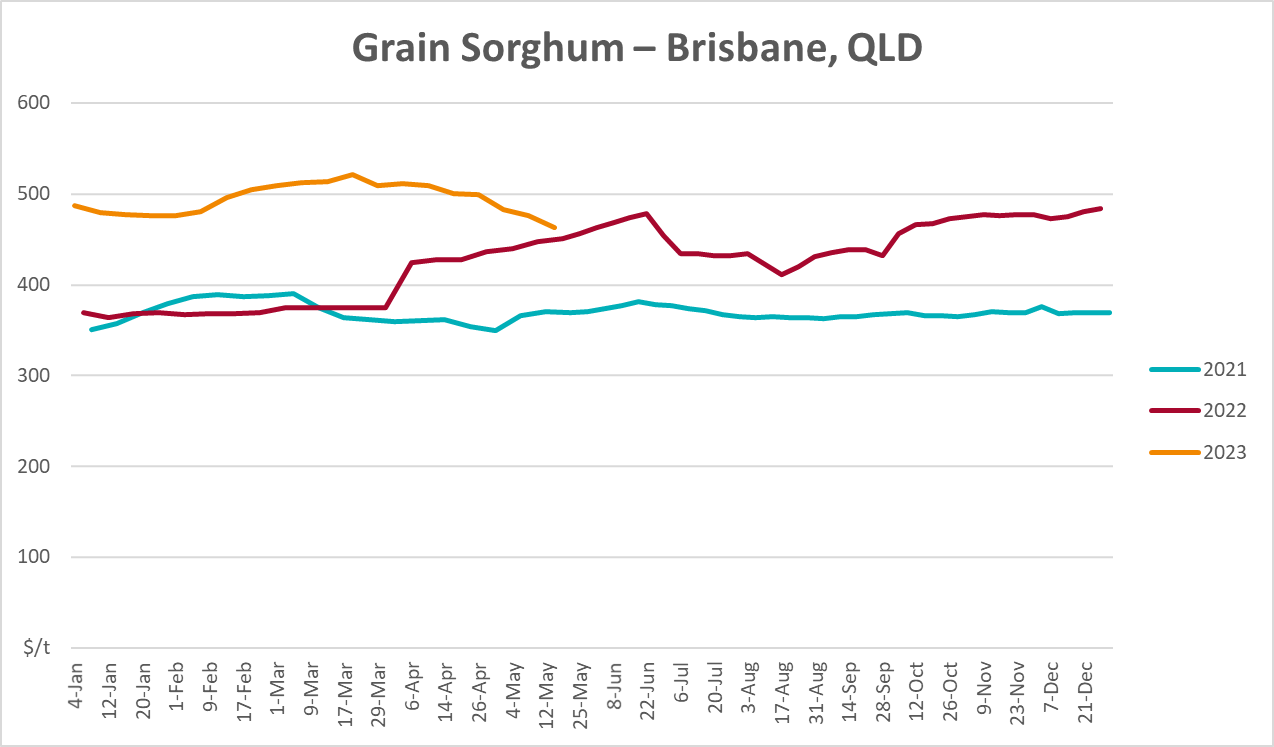 Grain Sorghum – Brisbane, QLD
600
500
400
300
200
100
$/t
4-Jan
12-Jan
20-Jan
1-Feb
9-Feb
17-Feb
1-Mar
9-Mar
17-Mar
29-Mar
6-Apr
14-Apr
26-Apr
4-May
12-May
25-May
8-Jun
22-Jun
6-Jul
20-Jul
3-Aug
17-Aug
31-Aug
14-Sep
28-Sep
12-Oct
26-Oct
9-Nov
23-Nov
7-Dec
21-Dec
2021
2022
2023